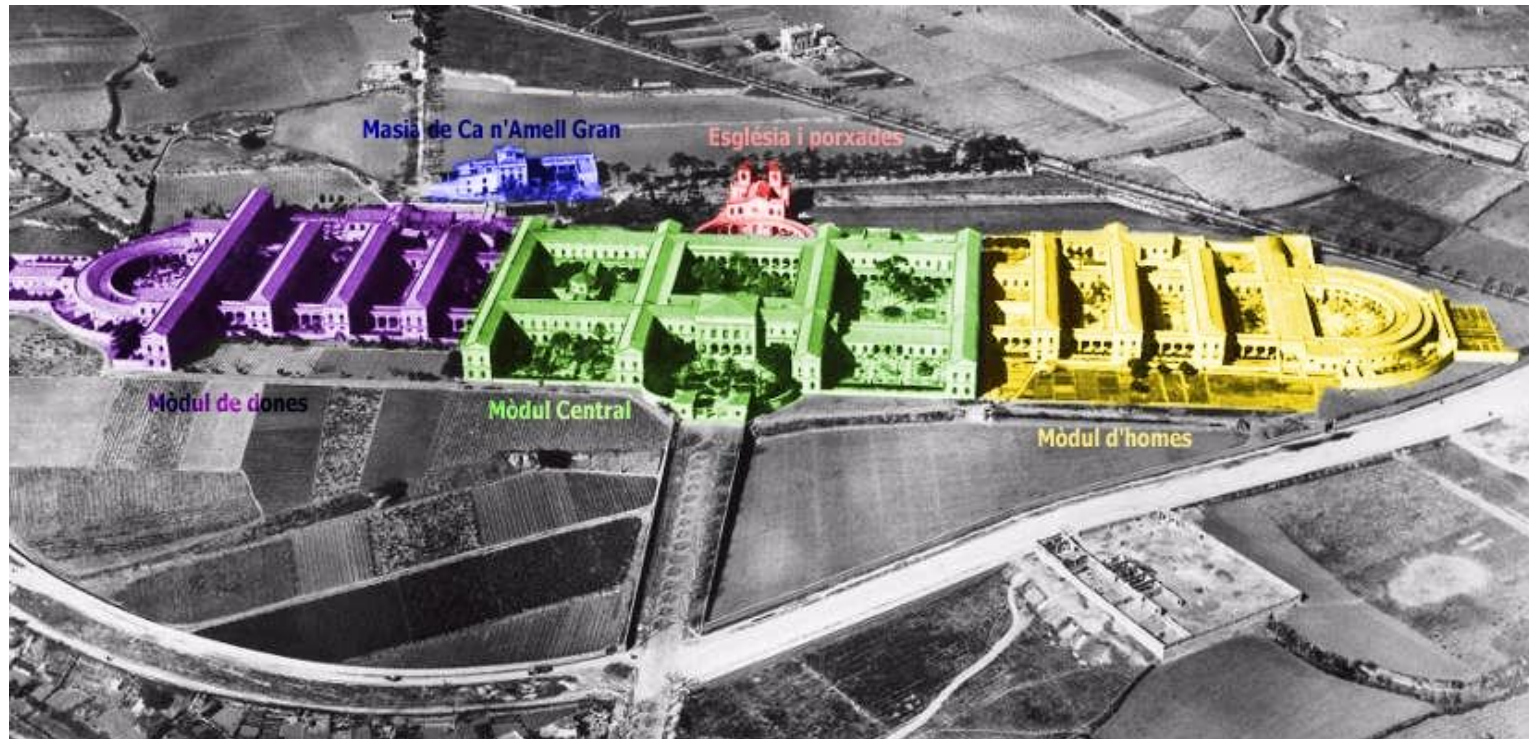 Masia de Ca n'Amell Gran
Església i porxades
Mòdul de dones
Mòdul Central
Mòdul d'homes